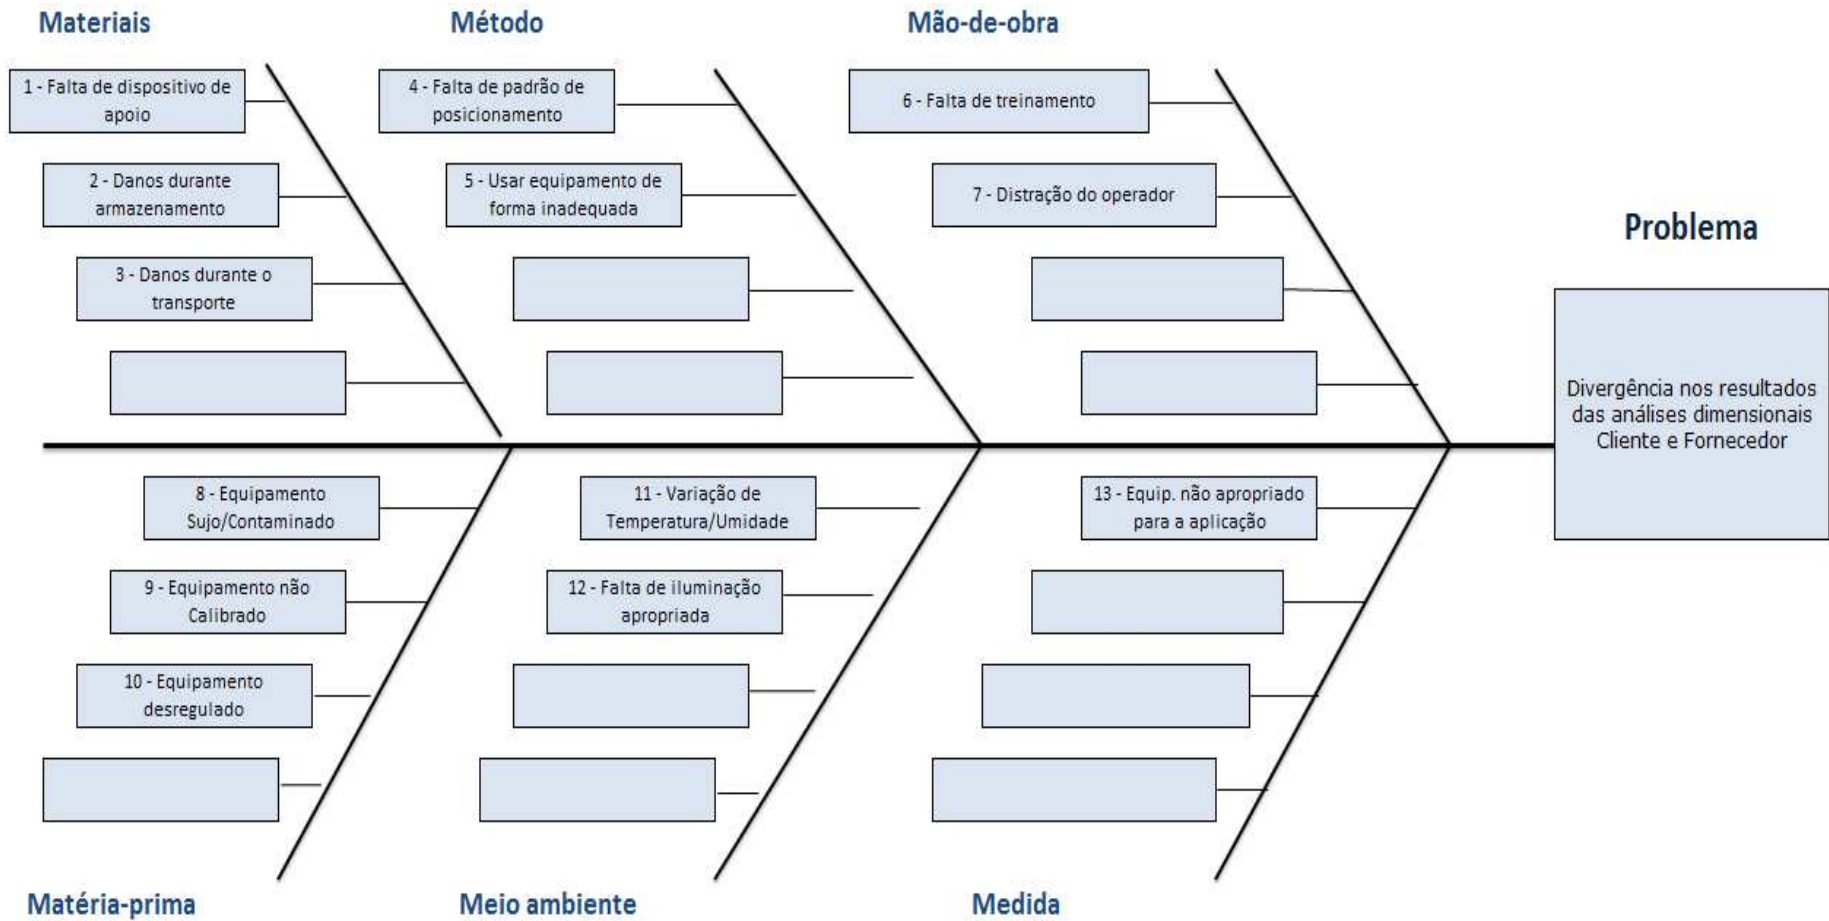 Materiais
Método
Mão-de-obra
1 - Falta de dispositivo de
apoio
4 - Falta de padrão de
posicionamento
6 - Falta de treinamento
2 - Danos durante
armazenamento
5 - Usar equipamento de
forma inadequada
7 - Distração do operador
3 - Danos durante o
transporte
Problema
Divergência nos resultados
das análises dimensionais
Cliente e Fornecedor
8 - Equipamento
Sujo/Contaminado
11 - Variação de
Temperatura/Umidade
13 - Equip. não apropriado
para a aplicação
9 - Equipamento não
Calibrado
12 - Falta de iluminação
apropriada
10 - Equipamento
desregulado
Matéria-prima
Meio ambiente
Medida